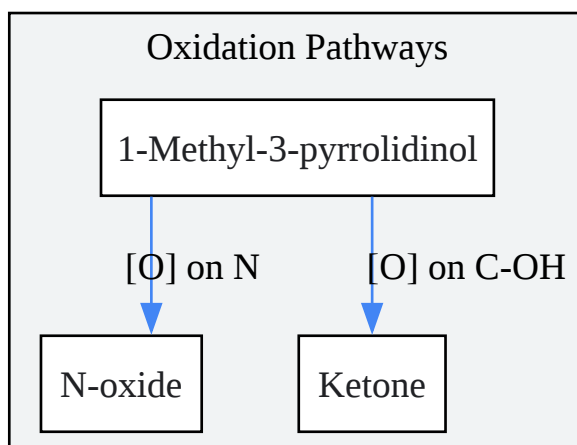 Oxidation Pathways
1-Methyl-3-pyrrolidinol
[O] on N
[O] on C-OH
N-oxide
Ketone